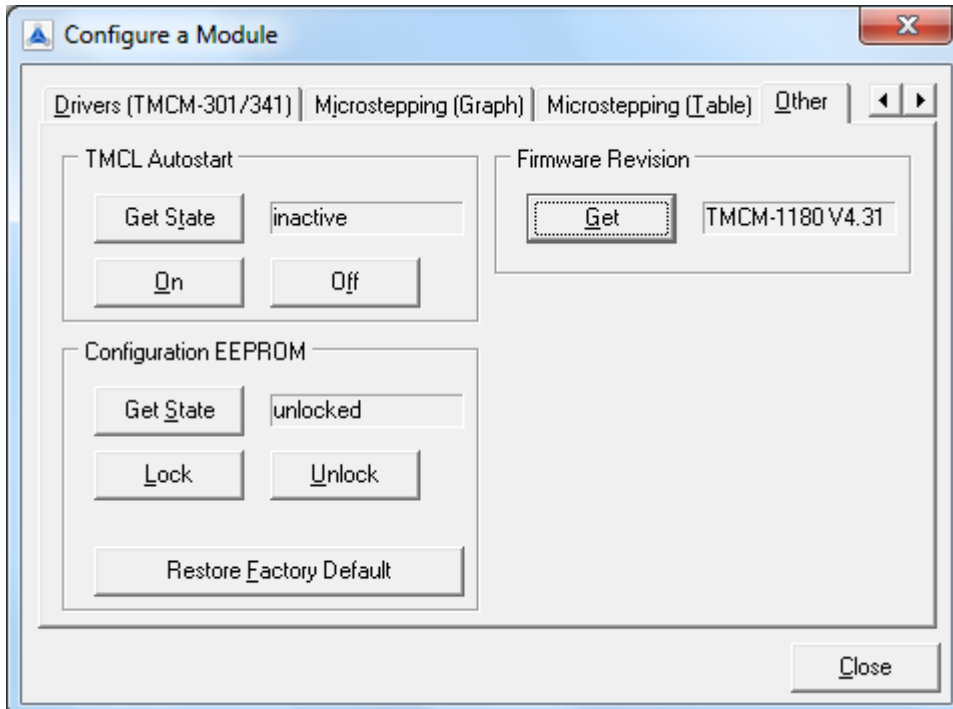 Configure a Module
Drivers (TMCM-301/341)
Microstepping (Graph)
Microstepping (Table)
Other
TMCL Autostart
Get State
inactive
On
Off
Firmware Revision
Get
TMCM-1180 V4.31
Configuration EEPROM
Get State
unlocked
Lock
Unlock
Restore Factory Default
Close